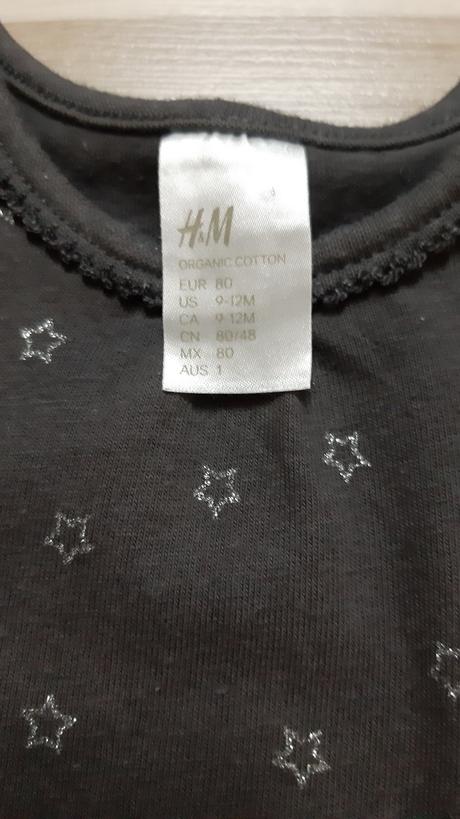 H&M
ORGANIC COTTON
EUR 80
US 9-12M
CA 9-12M
CN 80/48
MX 80
AUS 1